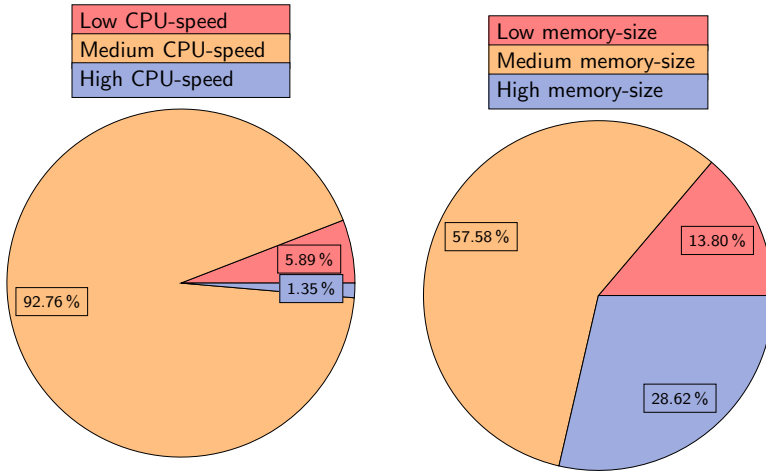 Low CPU-speed
Medium CPU-speed
High CPU-speed
5.89 %
1.35 %
92.76 %
Low memory-size
Medium memory-size
High memory-size
57.58 %
13.80 %
28.62 %